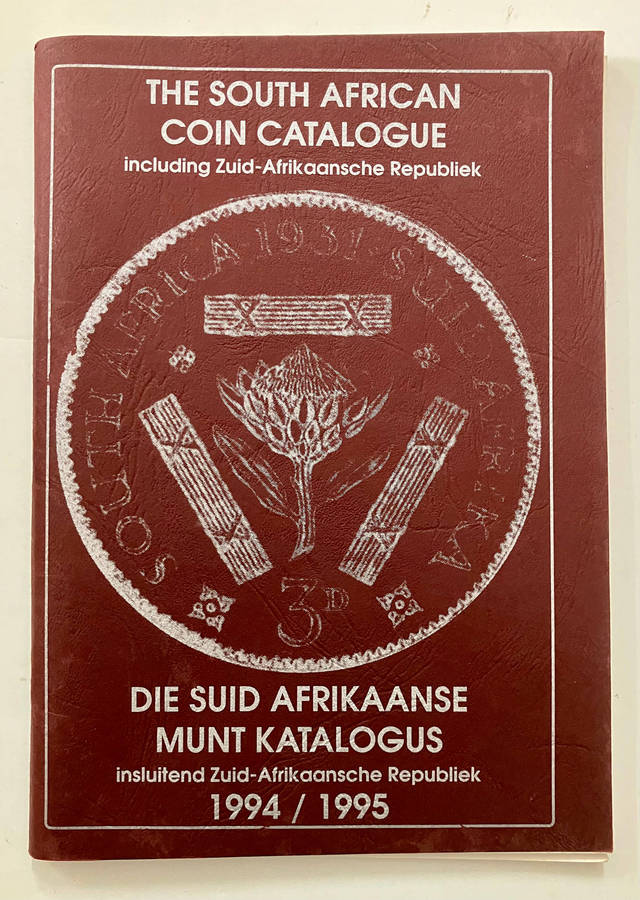 THE SOUTH AFRICAN
COIN CATALOGUE
including Zuid-Afrikaansche Republiek
SOUTH AFRICA · 1931 · SUID AFRIKA
3D
DIE SUID AFRIKAANSE
MUNT KATALOGUS
insluitend Zuid-Afrikaansche Republiek
1994 / 1995